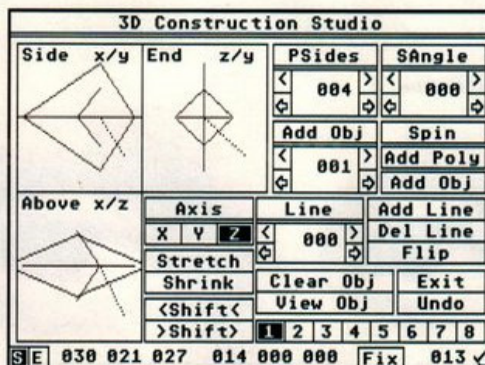 3D Construction Studio
Side x/y
End z/y
PSides
SAngle
< 004 >
< 000 >
Add Obj
Spin
< 001 >
Add Poly
Add Obj
Above x/z
Axis
Line
Add Line
X Y Z
< 000 >
Del Line
Flip
Stretch
Shrink
Clear Obj
Exit
View Obj
Undo
<Shift<
>Shift>
1 2 3 4 5 6 7 8
S E 030 021 027 014 000 000 Fix 013 ✓